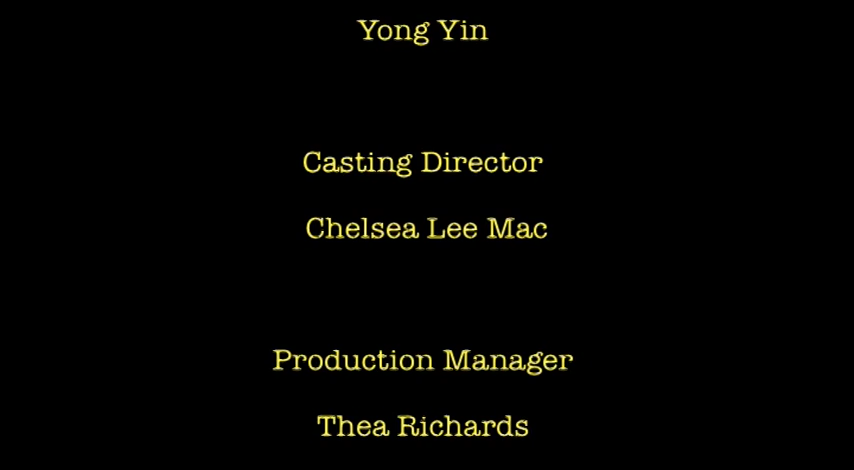 Yong Yin
Casting Director
Chelsea Lee Mac
Production Manager
Thea Richards